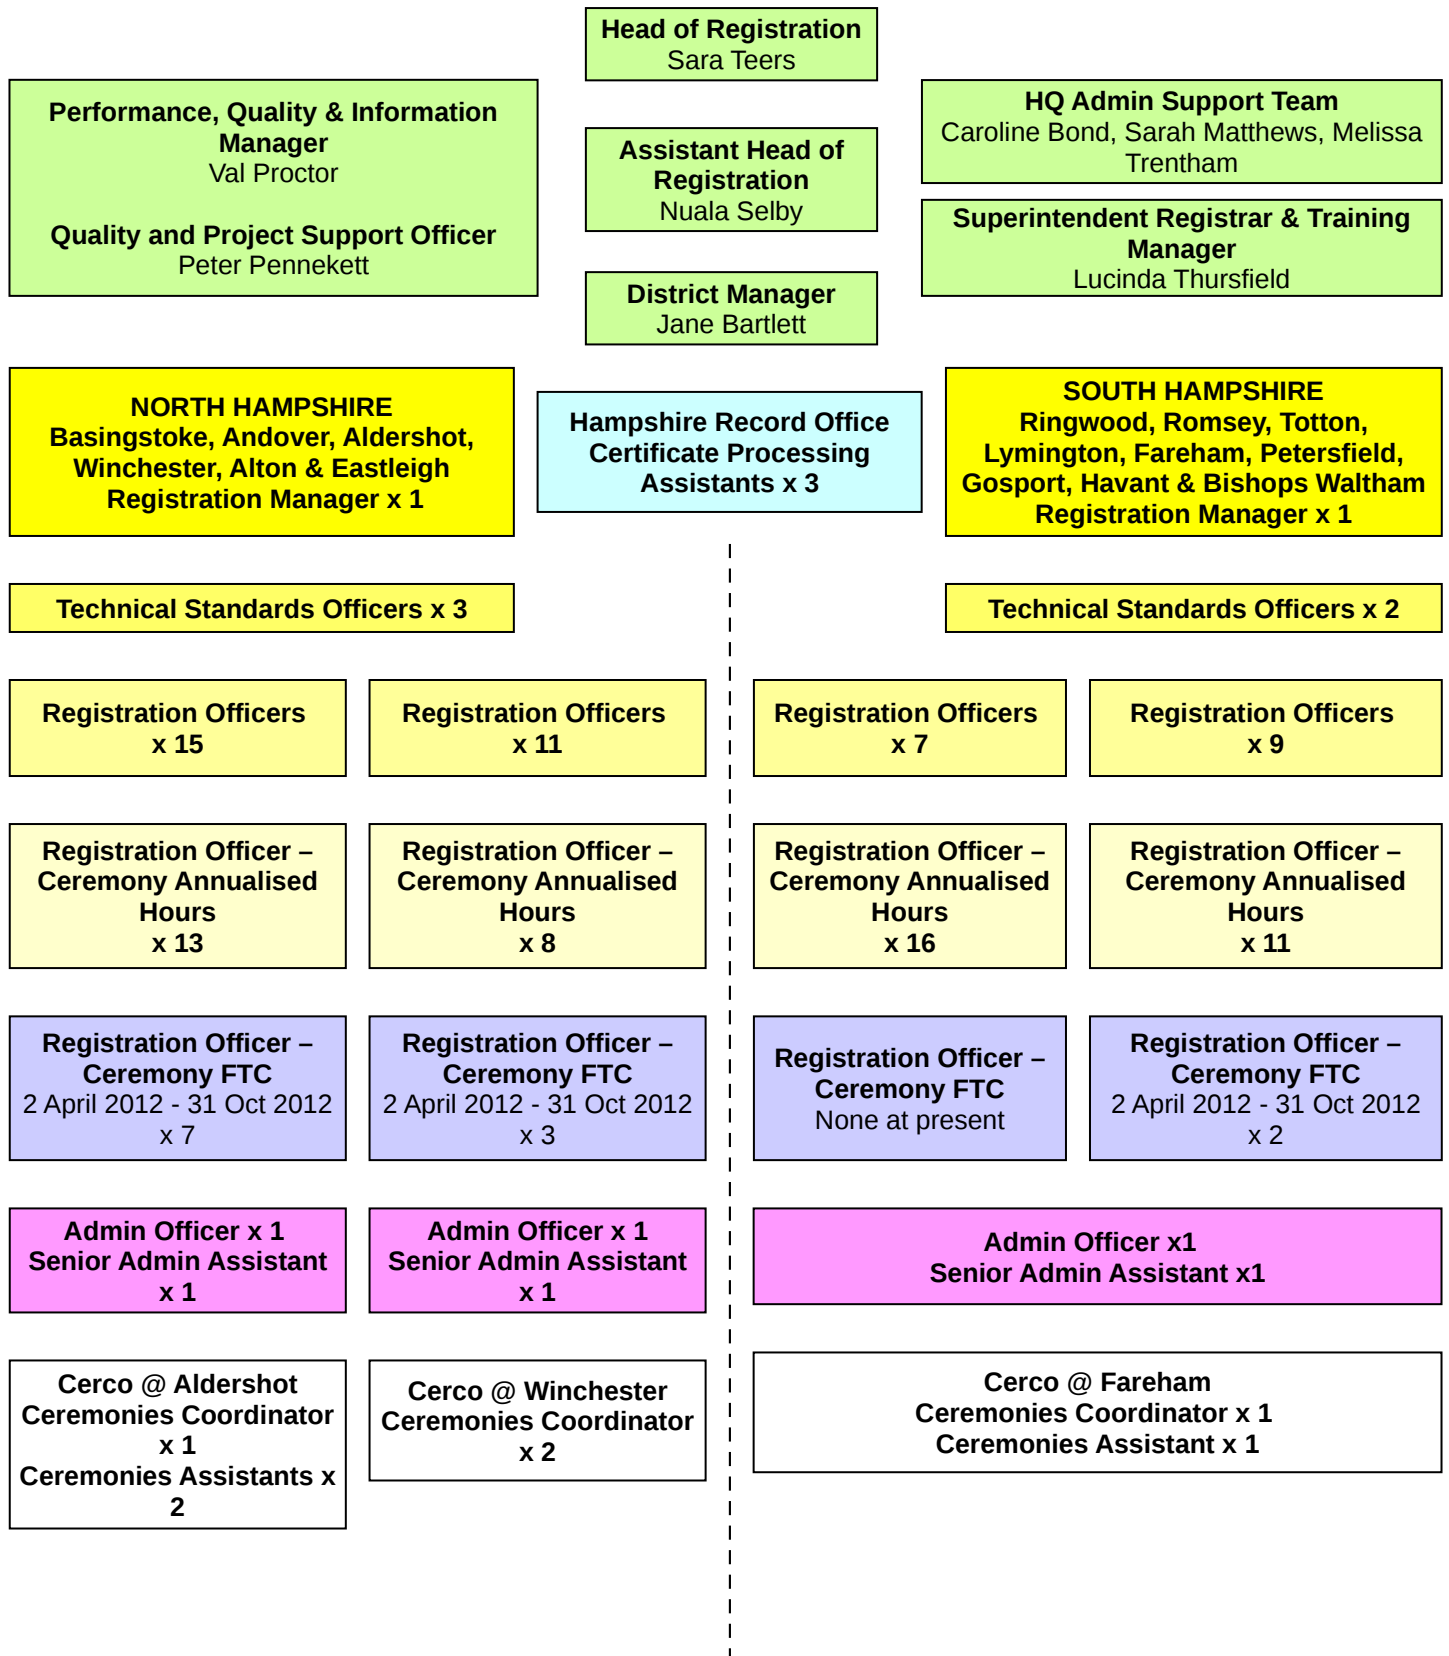 Head of Registration
Sara Teers
Performance, Quality & Information
Manager
Val Proctor
Quality and Project Support Officer
Peter Pennekett
Assistant Head of
Registration
Nuala Selby
District Manager
Jane Bartlett
HQ Admin Support Team
Caroline Bond, Sarah Matthews, Melissa
Trentham
Superintendent Registrar & Training
Manager
Lucinda Thursfield
NORTH HAMPSHIRE
Basingstoke, Andover, Aldershot,
Winchester, Alton & Eastleigh
Registration Manager x 1
Hampshire Record Office
Certificate Processing
Assistants x 3
SOUTH HAMPSHIRE
Ringwood, Romsey, Totton,
Lymington, Fareham, Petersfield,
Gosport, Havant & Bishops Waltham
Registration Manager x 1
Technical Standards Officers x 3
Technical Standards Officers x 2
Registration Officers
x 15
Registration Officers
x 11
Registration Officers
x 7
Registration Officers
x 9
Registration Officer –
Ceremony Annualised
Hours
x 13
Registration Officer –
Ceremony Annualised
Hours
x 8
Registration Officer –
Ceremony Annualised
Hours
x 16
Registration Officer –
Ceremony Annualised
Hours
x 11
Registration Officer –
Ceremony FTC
2 April 2012 - 31 Oct 2012
x 7
Registration Officer –
Ceremony FTC
2 April 2012 - 31 Oct 2012
x 3
Registration Officer –
Ceremony FTC
None at present
Registration Officer –
Ceremony FTC
2 April 2012 - 31 Oct 2012
x 2
Admin Officer x 1
Senior Admin Assistant
x 1
Admin Officer x 1
Senior Admin Assistant
x 1
Admin Officer x1
Senior Admin Assistant x1
Cerco @ Aldershot
Ceremonies Coordinator
x 1
Ceremonies Assistants x
2
Cerco @ Winchester
Ceremonies Coordinator
x 2
Cerco @ Fareham
Ceremonies Coordinator x 1
Ceremonies Assistant x 1